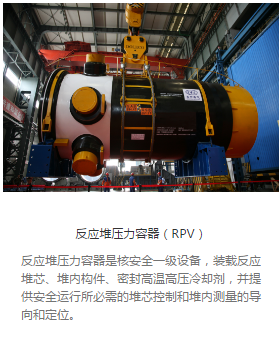 反应堆压力容器（RPV）
反应堆压力容器是核安全一级设备，装载反应
堆芯、堆内构件、密封高温高压冷却剂，并提
供安全运行所必需的堆芯控制和堆内测量的导
向和定位。